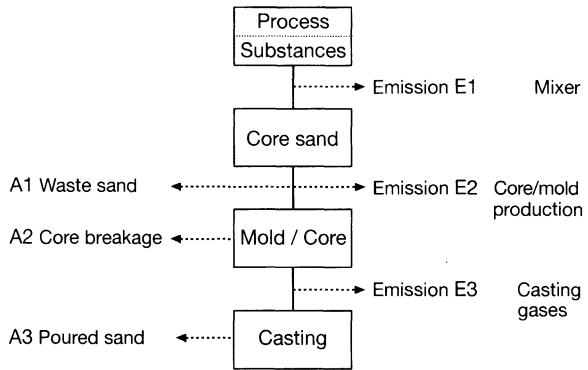 Process
Substances
Emission E1 Mixer
Core sand
A1 Waste sand
Emission E2 Core/mold
production
A2 Core breakage
Mold / Core
Emission E3 Casting
gases
A3 Poured sand
Casting